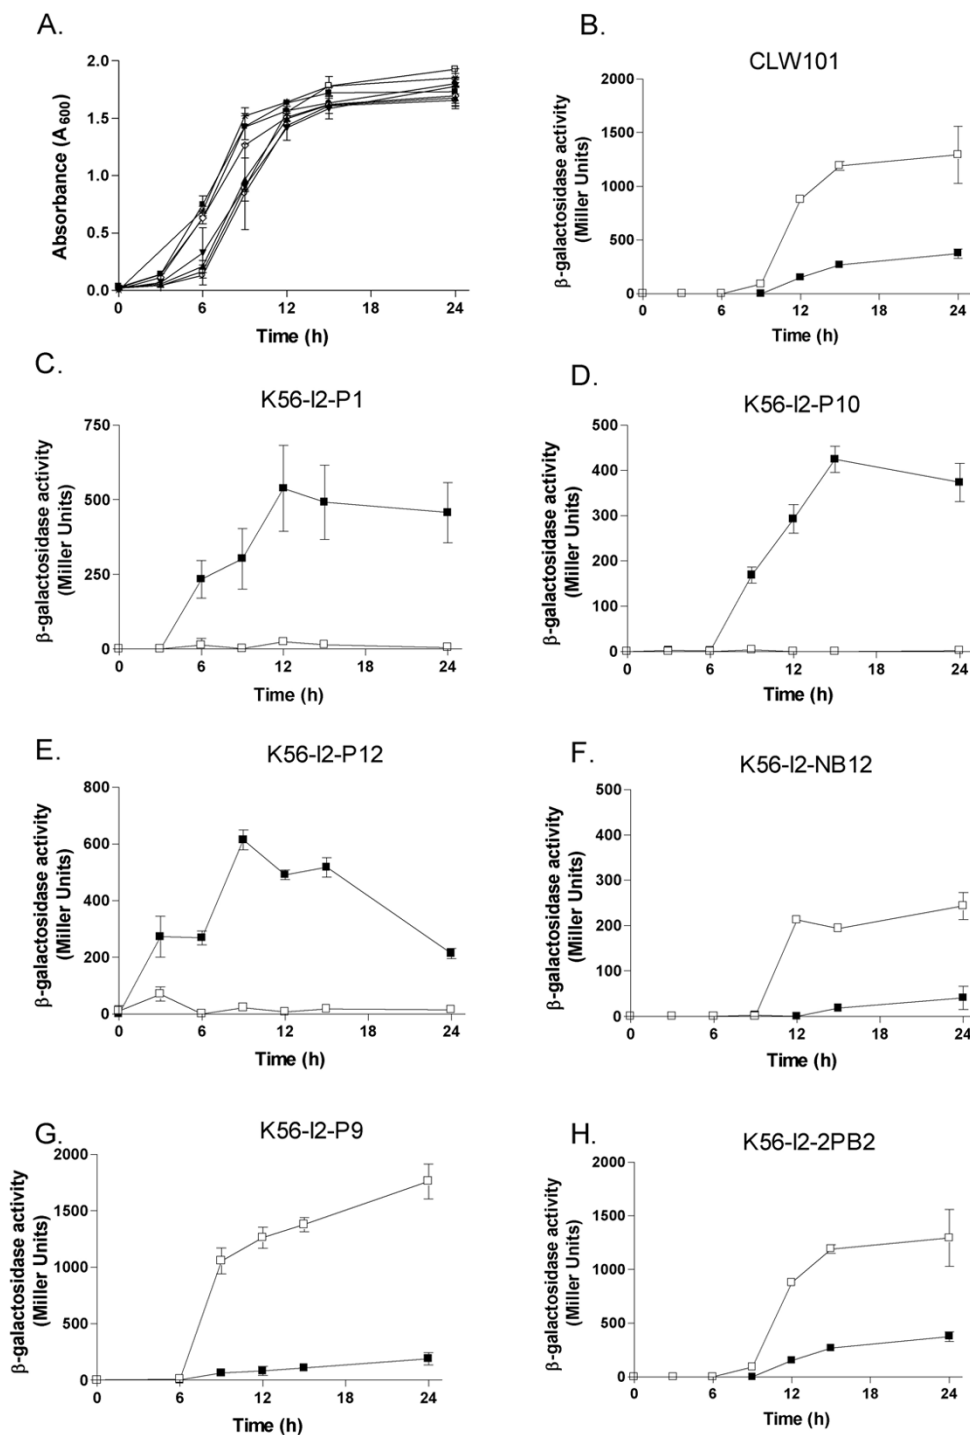 A.
2.0
1.5
1.0
0.5
0.0
Absorbance (A600)
0 6 12 18 24
Time (h)
B.
CLW101
2000
1500
1000
500
0
β-galactosidase activity
(Miller Units)
0 6 12 18 24
Time (h)
C.
K56-I2-P1
750
500
250
0
β-galactosidase activity
(Miller Units)
0 6 12 18 24
Time (h)
D.
K56-I2-P10
500
400
300
200
100
0
β-galactosidase activity
(Miller Units)
0 6 12 18 24
Time (h)
E.
K56-I2-P12
800
600
400
200
0
β-galactosidase activity
(Miller Units)
0 6 12 18 24
Time (h)
F.
K56-I2-NB12
500
400
300
200
100
0
β-galactosidase activity
(Miller Units)
0 6 12 18 24
Time (h)
G.
K56-I2-P9
2000
1500
1000
500
0
β-galactosidase activity
(Miller Units)
0 6 12 18 24
Time (h)
H.
K56-I2-2PB2
2000
1500
1000
500
0
β-galactosidase activity
(Miller Units)
0 6 12 18 24
Time (h)